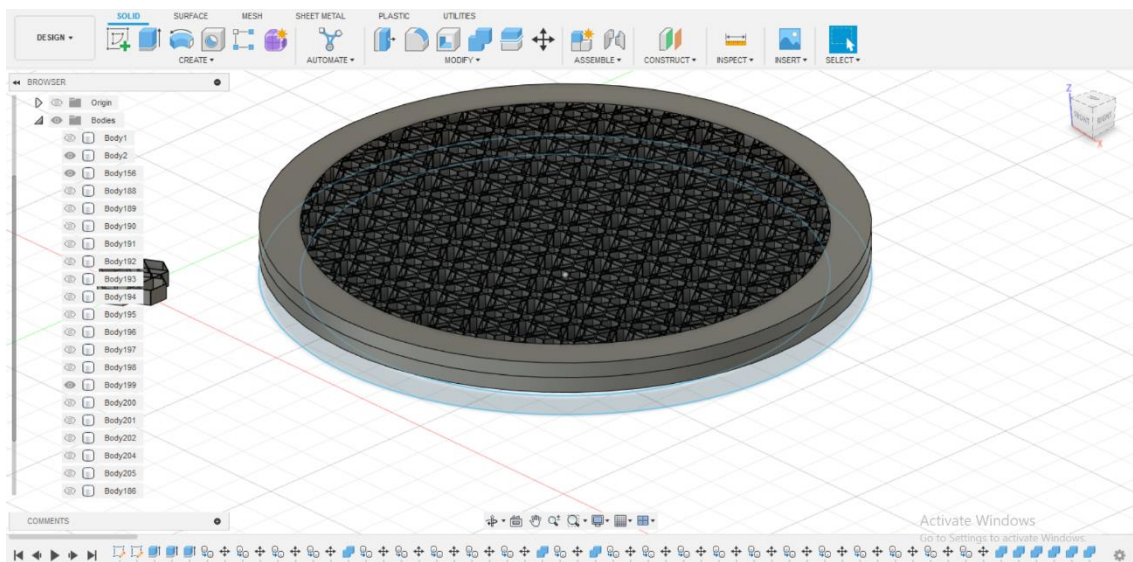 SOLID SURFACE MESH SHEET METAL PLASTIC UTILITIES
DESIGN
CREATE AUTOMATE MODIFY ASSEMBLE CONSTRUCT INSPECT INSERT SELECT
BROWSER
Origin
Bodies
Body1
Body2
Body156
Body188
Body189
Body190
Body191
Body192
Body193
Body194
Body195
Body196
Body197
Body198
Body199
Body200
Body201
Body202
Body204
Body205
Body186
Z
FRONT RIGHT
X
COMMENTS
Activate Windows
Go to Settings to activate Windows.